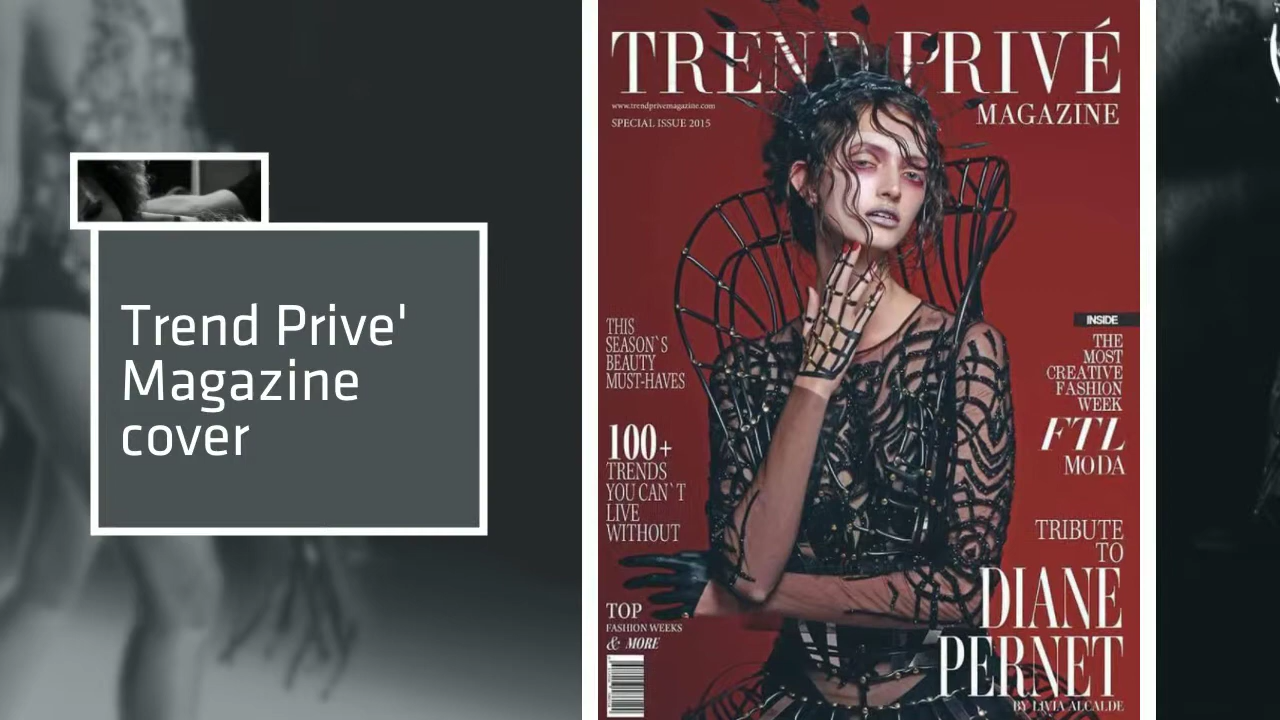 Trend Prive'
Magazine
cover
TREND PRIVÉ
MAGAZINE
www.trendprivemagazine.com
SPECIAL ISSUE 2015
THIS
SEASON`S
BEAUTY
MUST-HAVES
100+
TRENDS
YOU CAN`T
LIVE
WITHOUT
TOP
FASHION WEEKS
& MORE
INSIDE
THE
MOST
CREATIVE
FASHION
WEEK
FTL
MODA
TRIBUTE
TO
DIANE
PERNET
BY LIVIA ALCALDE